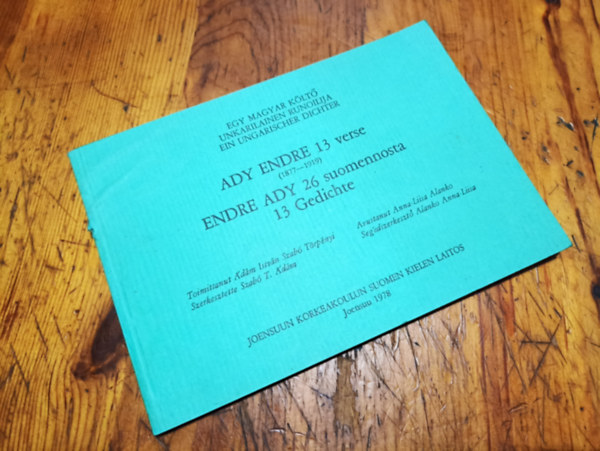 EGY MAGYAR KÖLTŐ
UNKARILAINEN RUNOILIJA
EIN UNGARISCHER DICHTER
ADY ENDRE 13 verse
(1877—1919)
ENDRE ADY 26 suomennosta
13 Gedichte
Toimittanut Ádám István Szabó Törpényi
Szerkesztette Szabó T. Ádám
Avustanut Anna Liisa Alanko
Segédszerkesztő Alanko Anna Liisa
JOENSUUN KORKEAKOULUN SUOMEN KIELEN LAITOS
Joensuu 1978